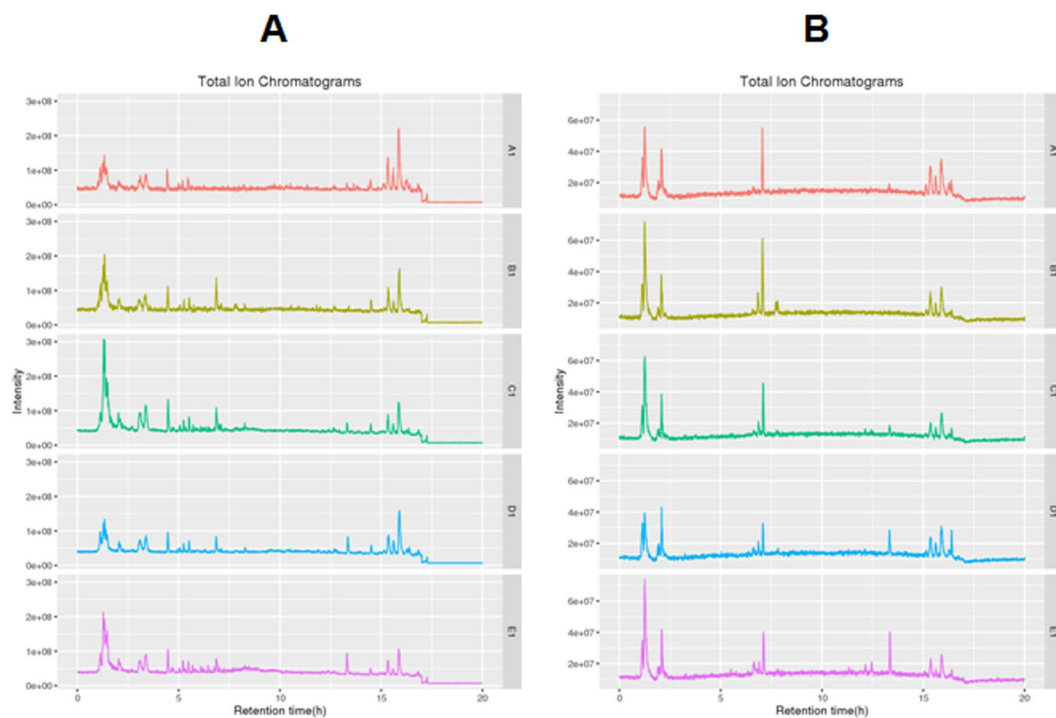 A
B
Total Ion Chromatograms
Total Ion Chromatograms
3e+08
2e+08
1e+08
0e+00
A1
6e+07
4e+07
2e+07
A1
3e+08
2e+08
1e+08
0e+00
B1
6e+07
4e+07
2e+07
B1
Intensity
3e+08
2e+08
1e+08
0e+00
C1
Intensity
6e+07
4e+07
2e+07
C1
3e+08
2e+08
1e+08
0e+00
D1
6e+07
4e+07
2e+07
D1
3e+08
2e+08
1e+08
0e+00
E1
6e+07
4e+07
2e+07
E1
0 5 10 15 20
0 5 10 15 20
Retention time(h)
Retention time(h)